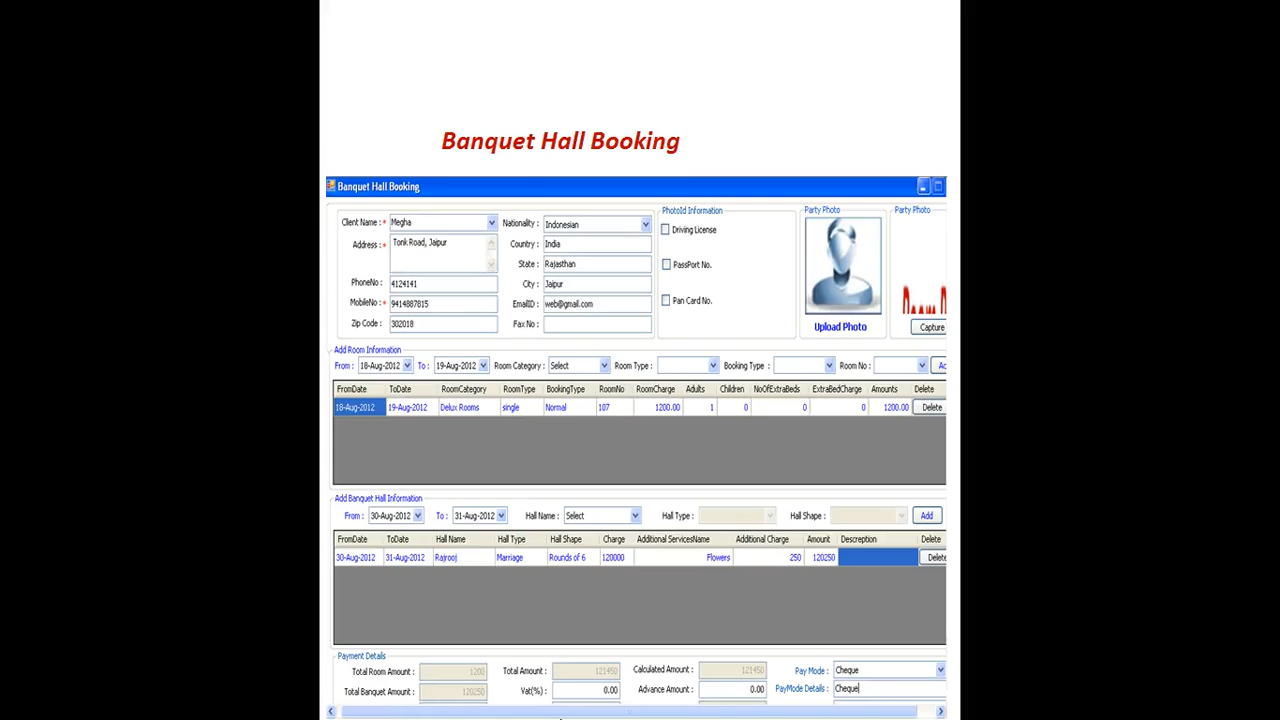 Banquet Hall Booking
Banquet Hall Booking
Client Name : * Megha Nationality : Indonesian PhotoId Information Party Photo Party Photo
Address : * Tonk Road, Jaipur Country : India Driving License
State : Rajasthan PassPort No.
PhoneNo : 4124141 City : Jaipur
MobileNo : * 9414887815 EmailID : web@gmail.com Pan Card No.
Zip Code : 302018 Fax No : Upload Photo Capture
Add Room Information
From : 18-Aug-2012 To : 19-Aug-2012 Room Category : Select Room Type : Booking Type : Room No :
FromDate ToDate RoomCategory RoomType BookingType RoomNo RoomCharge Adults Children NoOfExtraBeds ExtraBedCharge Amounts Delete
18-Aug-2012 19-Aug-2012 Delux Rooms single Normal 107 1200.00 1 0 0 0 1200.00 Delete
Add Banquet Hall Information
From : 30-Aug-2012 To : 31-Aug-2012 Hall Name : Select Hall Type : Hall Shape : Add
FromDate ToDate Hall Name Hall Type Hall Shape Charge Additional ServicesName Additional Charge Amount Descreption Delete
30-Aug-2012 31-Aug-2012 Rajrooj Marriage Rounds of 6 120000 Flowers 250 120250 Delete
Payment Details
Total Room Amount : 1200 Total Amount : 121450 Calculated Amount : 121450 Pay Mode : Cheque
Total Banquet Amount : 120250 Vat(%) : 0.00 Advance Amount : 0.00 PayMode Details : Cheque